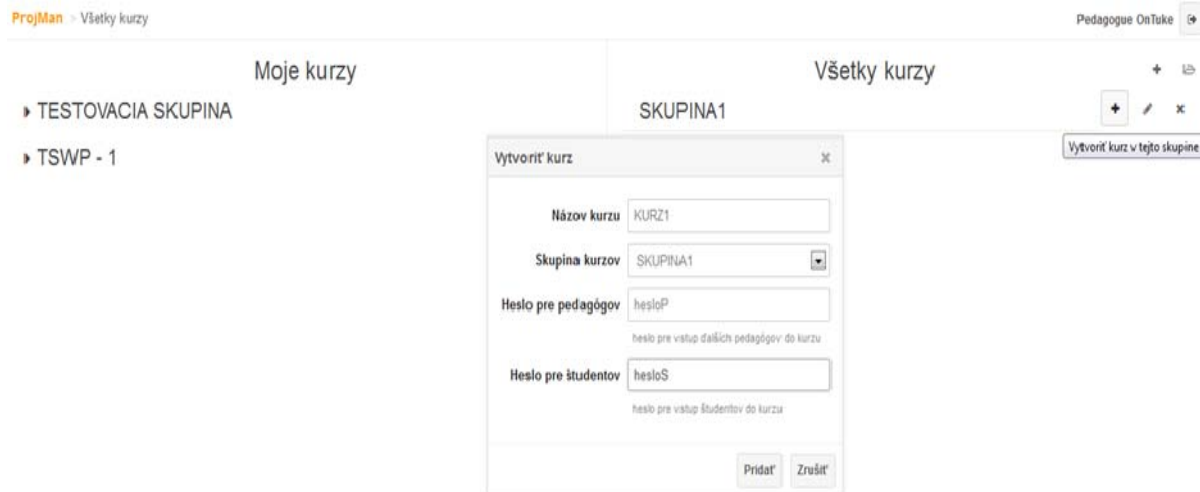 ProjMan > Všetky kurzy
Pedagogue OnTuke
Moje kurzy
Všetky kurzy
TESTOVACIA SKUPINA
SKUPINA1
TSWP - 1
Vytvoriť kurz v tejto skupine
Vytvoriť kurz
Názov kurzu KURZ1
Skupina kurzov SKUPINA1
Heslo pre pedagógov hesloP
heslo pre vstup ďalších pedagógov do kurzu
Heslo pre študentov hesloS
heslo pre vstup študentov do kurzu
Pridať Zrušiť